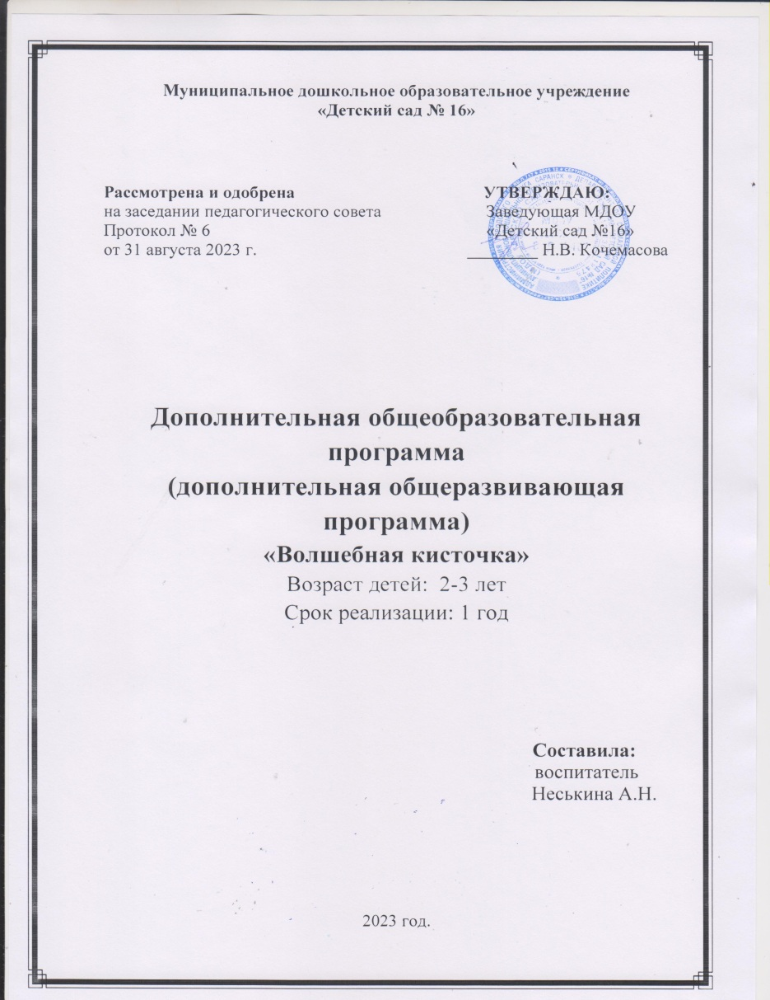 Муниципальное дошкольное образовательное учреждение
«Детский сад № 16»
Рассмотрена и одобрена
на заседании педагогического совета
Протокол № 6
от 31 августа 2023 г.
УТВЕРЖДАЮ:
Заведующая МДОУ
«Детский сад №16»
________ Н.В. Кочемасова
Дополнительная общеобразовательная
программа
(дополнительная общеразвивающая
программа)
«Волшебная кисточка»
Возраст детей: 2-3 лет
Срок реализации: 1 год
Составила:
воспитатель
Неськина А.Н.
2023 год.